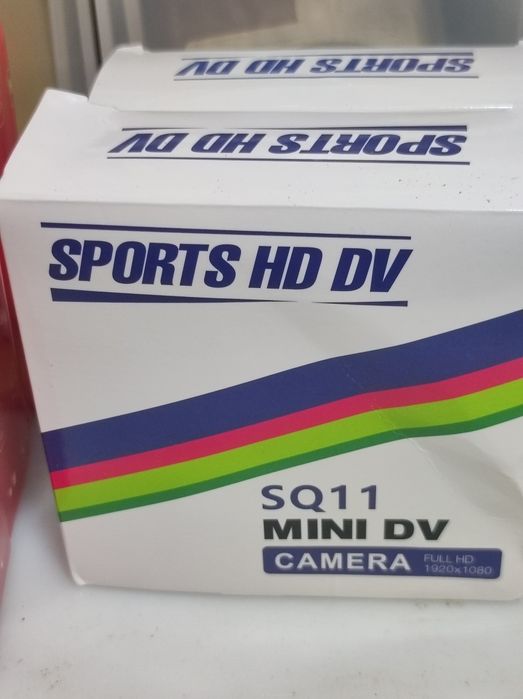 SPORTS HD DV
SPORTS HD DV
SPORTS HD DV
SQ11
MINI DV
CAMERA FULL HD
1920x1080